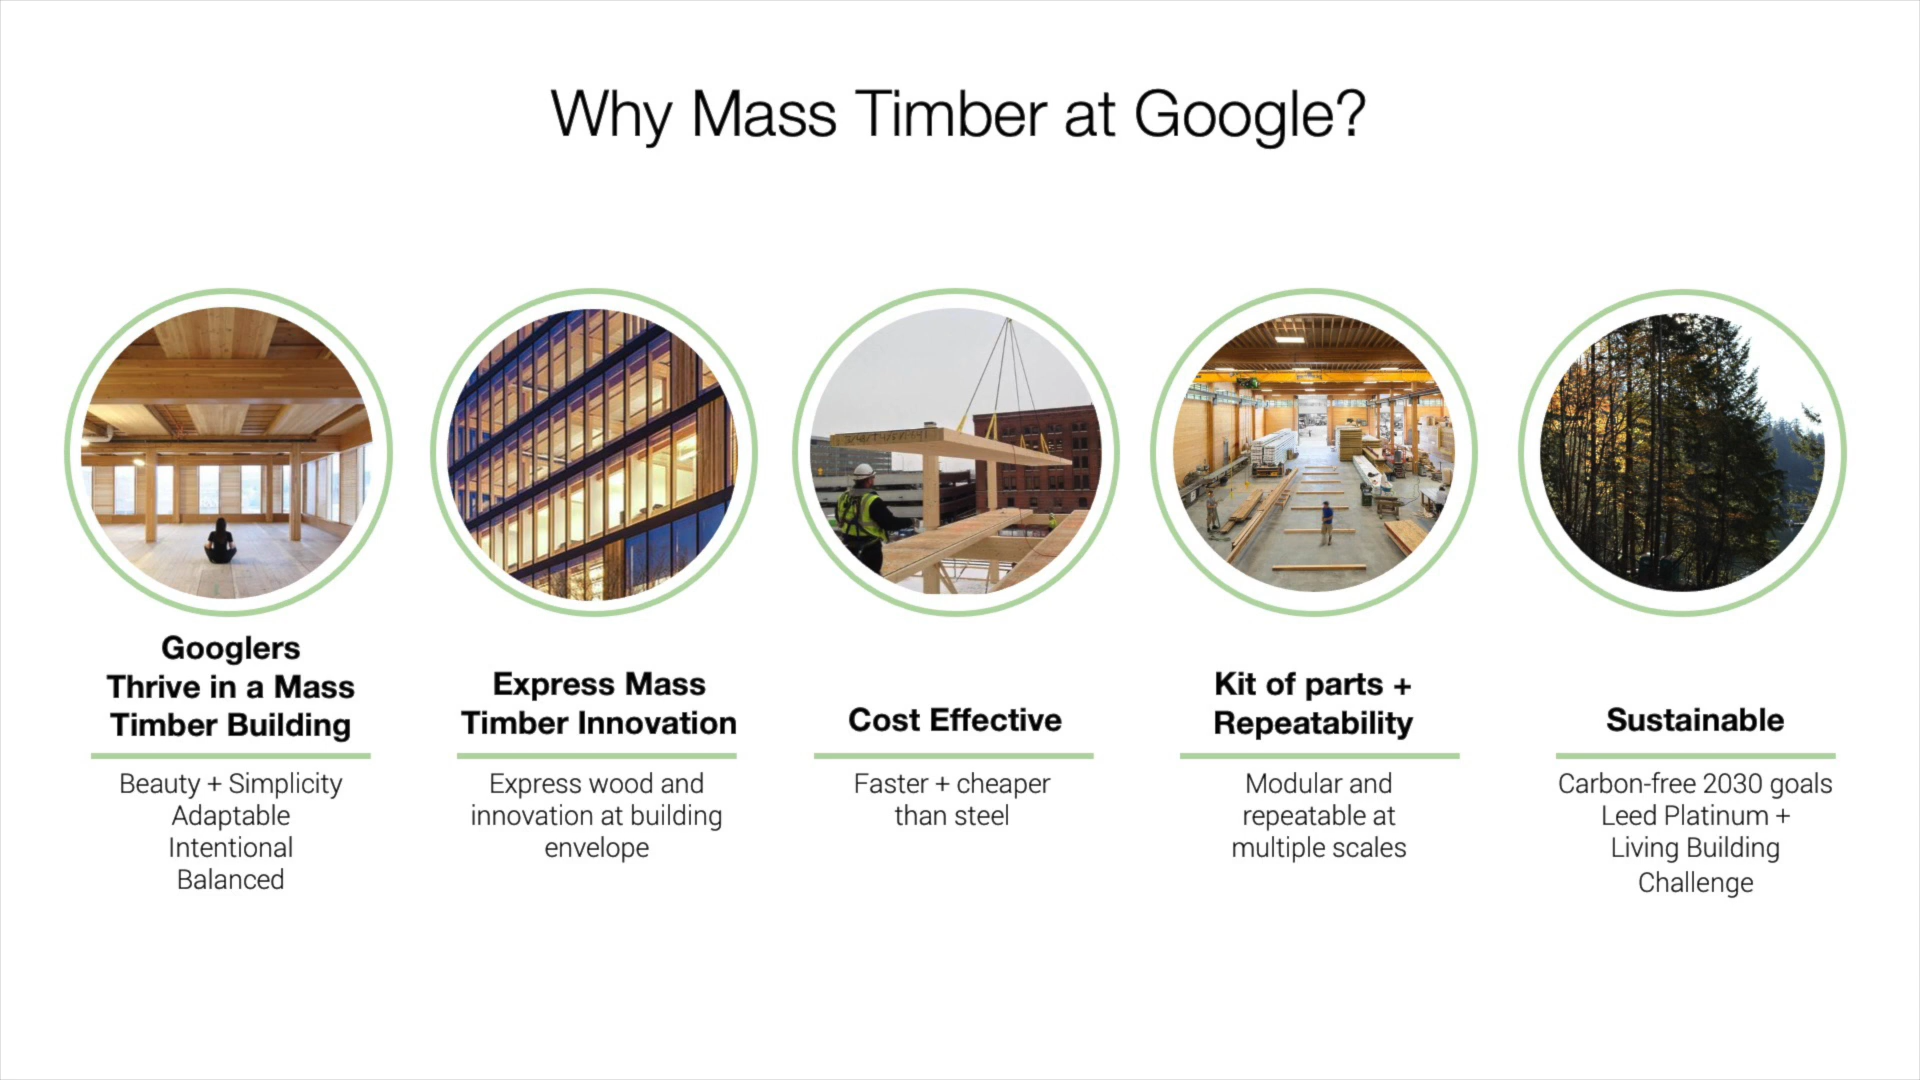 Why Mass Timber at Google?
Googlers
Thrive in a Mass
Timber Building
Beauty + Simplicity
Adaptable
Intentional
Balanced
Express Mass
Timber Innovation
Express wood and
innovation at building
envelope
Cost Effective
Faster + cheaper
than steel
Kit of parts +
Repeatability
Modular and
repeatable at
multiple scales
Sustainable
Carbon-free 2030 goals
Leed Platinum +
Living Building
Challenge